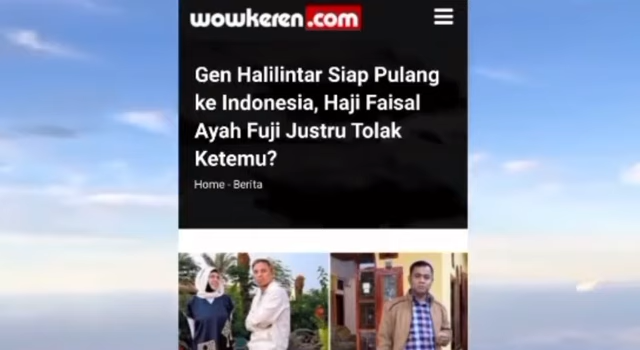 wowkeren.com
Gen Halilintar Siap Pulang
ke Indonesia, Haji Faisal
Ayah Fuji Justru Tolak
Ketemu?
Home - Berita